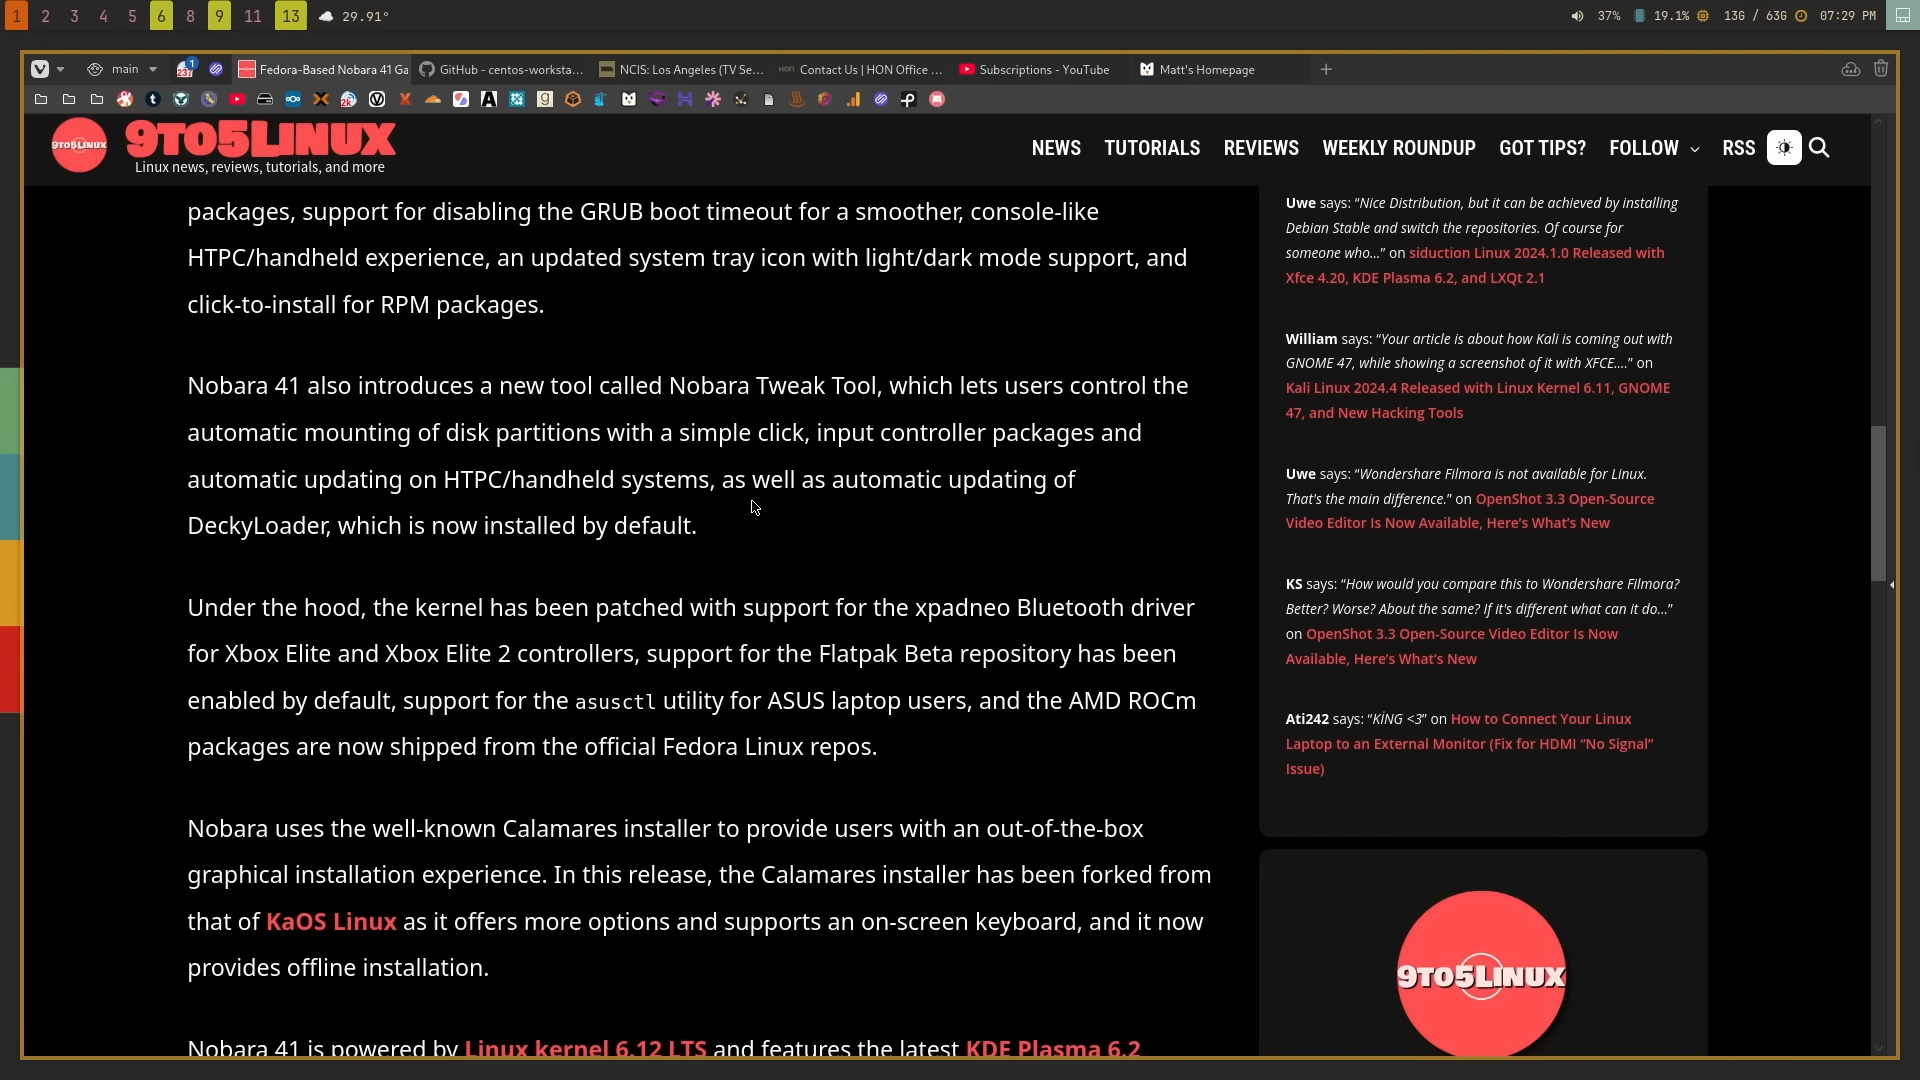 1 2 3 4 5 6 8 9 11 13 29.91°
37% 19.1% 13G / 63G 07:29 PM
main
Fedora-Based Nobara 41 Ga
GitHub - centos-worksta...
NCIS: Los Angeles (TV Se...
Contact Us | HON Office ...
Subscriptions - YouTube
Matt's Homepage
9TO5LINUX
9TO5LINUX
Linux news, reviews, tutorials, and more
NEWS TUTORIALS REVIEWS WEEKLY ROUNDUP GOT TIPS? FOLLOW RSS
packages, support for disabling the GRUB boot timeout for a smoother, console-like
HTPC/handheld experience, an updated system tray icon with light/dark mode support, and
click-to-install for RPM packages.
Nobara 41 also introduces a new tool called Nobara Tweak Tool, which lets users control the
automatic mounting of disk partitions with a simple click, input controller packages and
automatic updating on HTPC/handheld systems, as well as automatic updating of
DeckyLoader, which is now installed by default.
Under the hood, the kernel has been patched with support for the xpadneo Bluetooth driver
for Xbox Elite and Xbox Elite 2 controllers, support for the Flatpak Beta repository has been
enabled by default, support for the asusctl utility for ASUS laptop users, and the AMD ROCm
packages are now shipped from the official Fedora Linux repos.
Nobara uses the well-known Calamares installer to provide users with an out-of-the-box
graphical installation experience. In this release, the Calamares installer has been forked from
that of KaOS Linux as it offers more options and supports an on-screen keyboard, and it now
provides offline installation.
Nobara 41 is powered by Linux kernel 6.12 LTS and features the latest KDE Plasma 6.2
Uwe says: “Nice Distribution, but it can be achieved by installing
Debian Stable and switch the repositories. Of course for
someone who…” on siduction Linux 2024.1.0 Released with
Xfce 4.20, KDE Plasma 6.2, and LXQt 2.1
William says: “Your article is about how Kali is coming out with
GNOME 47, while showing a screenshot of it with XFCE.…” on
Kali Linux 2024.4 Released with Linux Kernel 6.11, GNOME
47, and New Hacking Tools
Uwe says: “Wondershare Filmora is not available for Linux.
That's the main difference.” on OpenShot 3.3 Open-Source
Video Editor Is Now Available, Here’s What’s New
KS says: “How would you compare this to Wondershare Filmora?
Better? Worse? About the same? If it's different what can it do…”
on OpenShot 3.3 Open-Source Video Editor Is Now
Available, Here’s What’s New
Ati242 says: “KİNG <3” on How to Connect Your Linux
Laptop to an External Monitor (Fix for HDMI “No Signal”
Issue)
9TO5LINUX